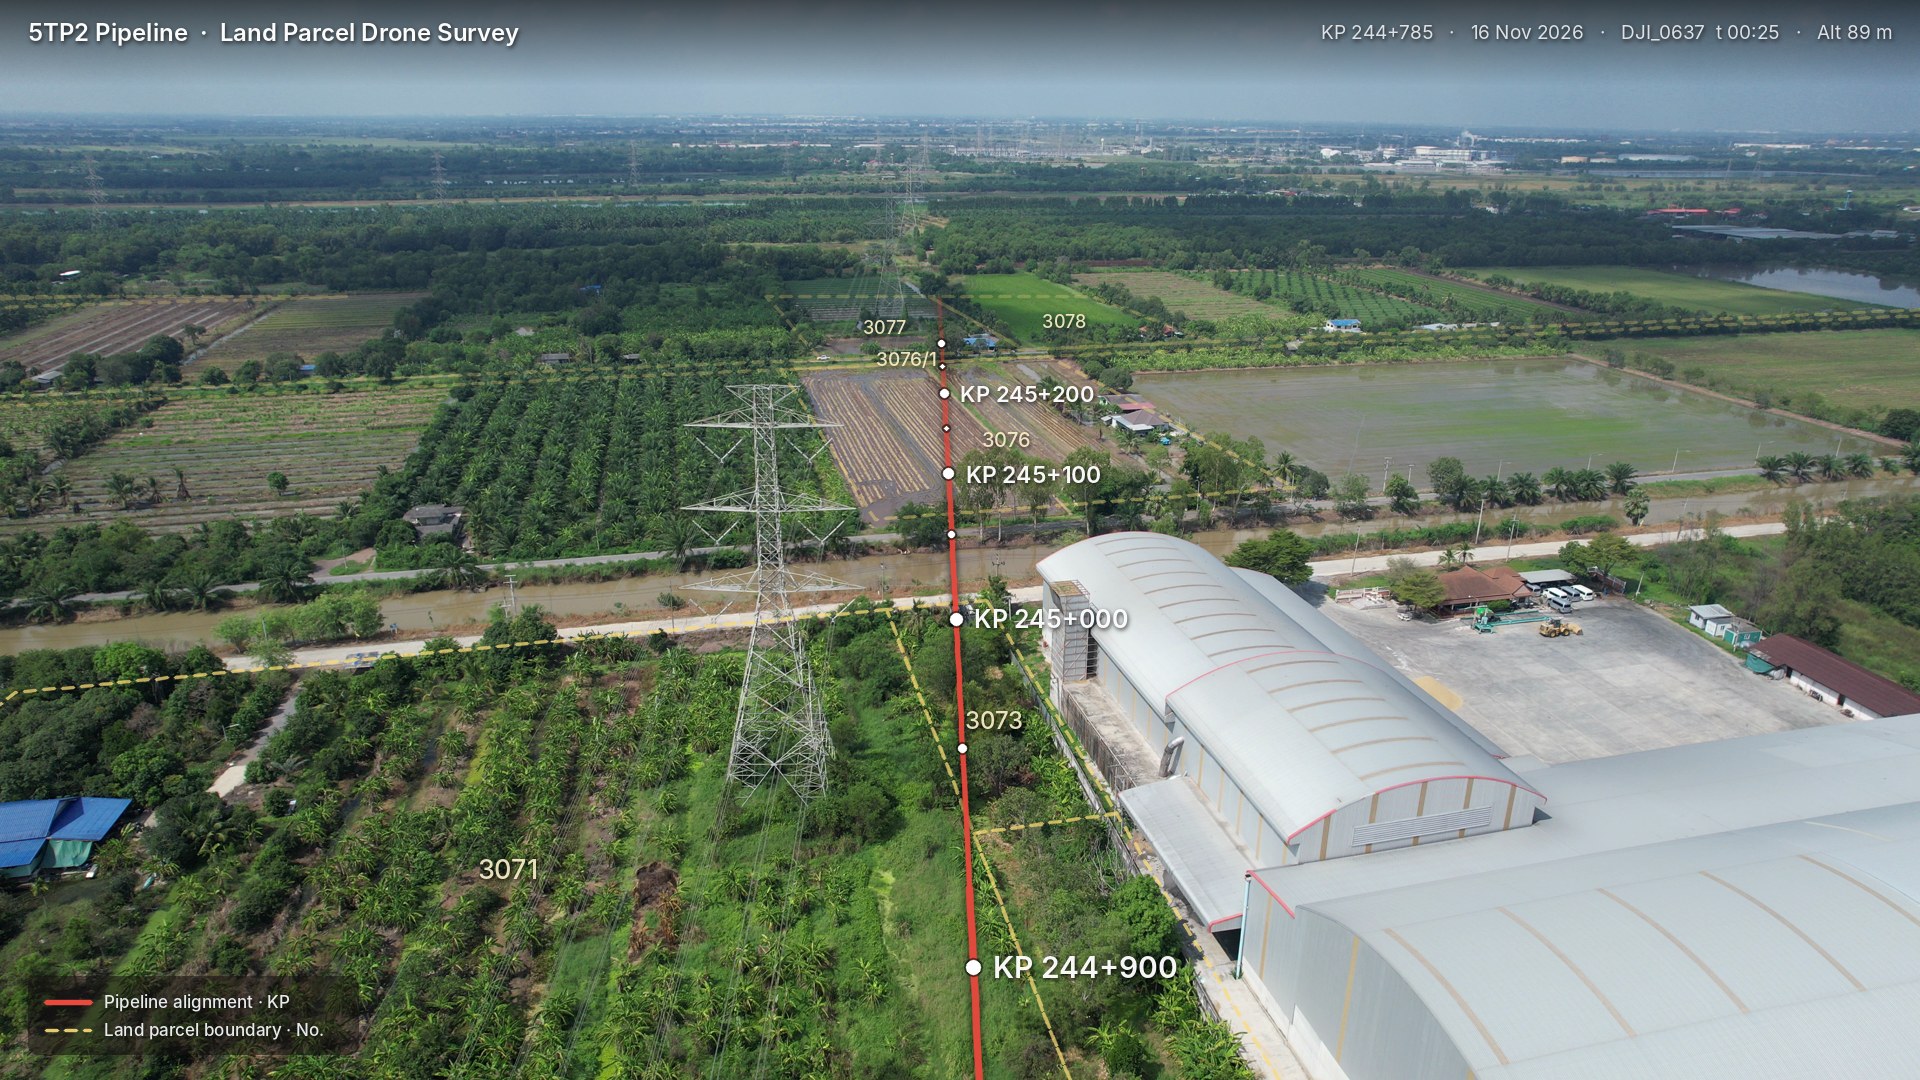 5TP2 Pipeline · Land Parcel Drone Survey
KP 244+785 · 16 Nov 2026 · DJI_0637 t 00:25 · Alt 89 m
3077
3078
3076/1
KP 245+200
3076
KP 245+100
KP 245+000
3073
3071
KP 244+900
Pipeline alignment · KP
Land parcel boundary · No.